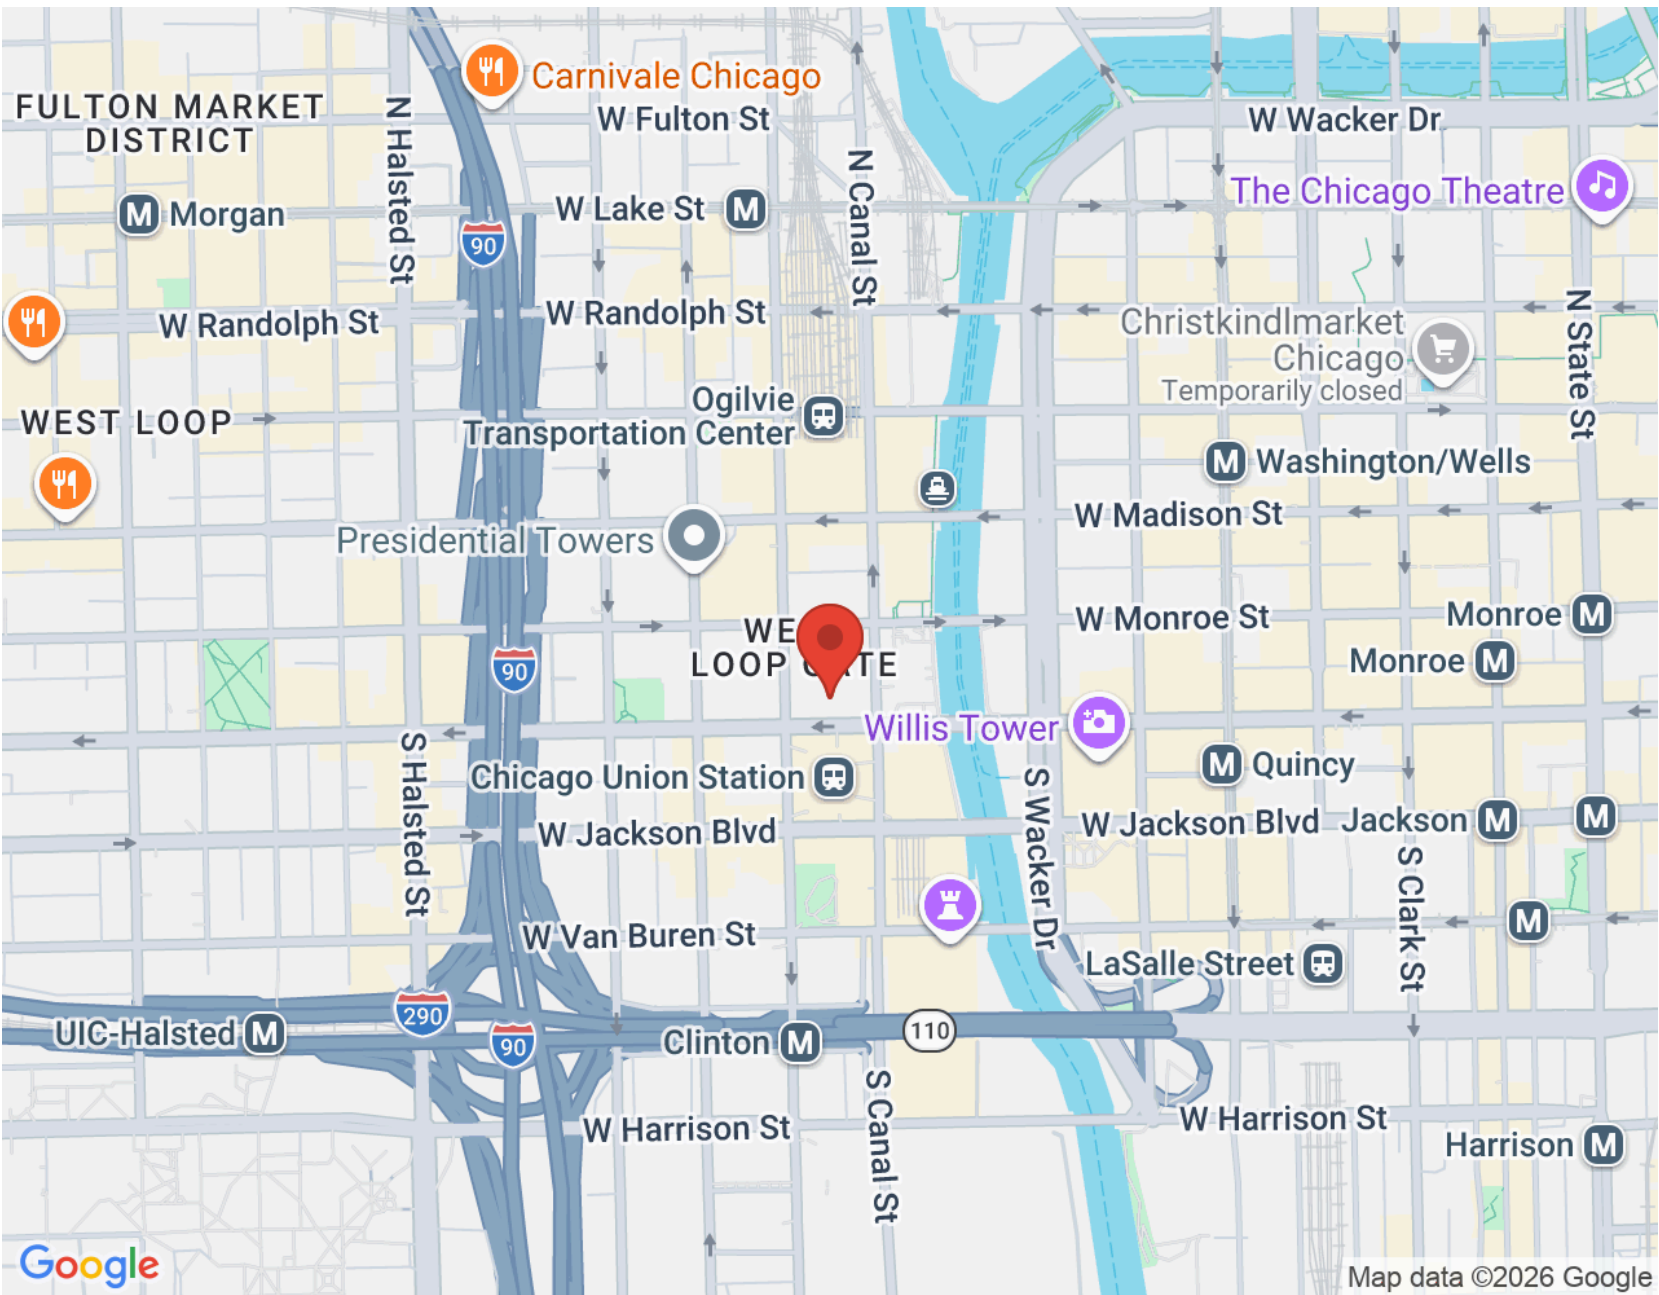 Carnivale Chicago
FULTON MARKET
DISTRICT
W Fulton St
W Wacker Dr
N Halsted St
N Canal St
The Chicago Theatre
M Morgan
W Lake St M
90
W Randolph St
W Randolph St
Christkindlmarket
Chicago
Temporarily closed
N State St
Ogilvie
Transportation Center
WEST LOOP
M Washington/Wells
W Madison St
Presidential Towers
W Monroe St
Monroe M
WE
LOOP G TE
Monroe M
90
Willis Tower
S Halsted St
Chicago Union Station
M Quincy
S Wacker Dr
W Jackson Blvd
W Jackson Blvd
Jackson M
M
S Clark St
M
W Van Buren St
LaSalle Street
290
UIC-Halsted M
90
Clinton M
110
S Canal St
W Harrison St
W Harrison St
Harrison M
Google
Map data ©2026 Google